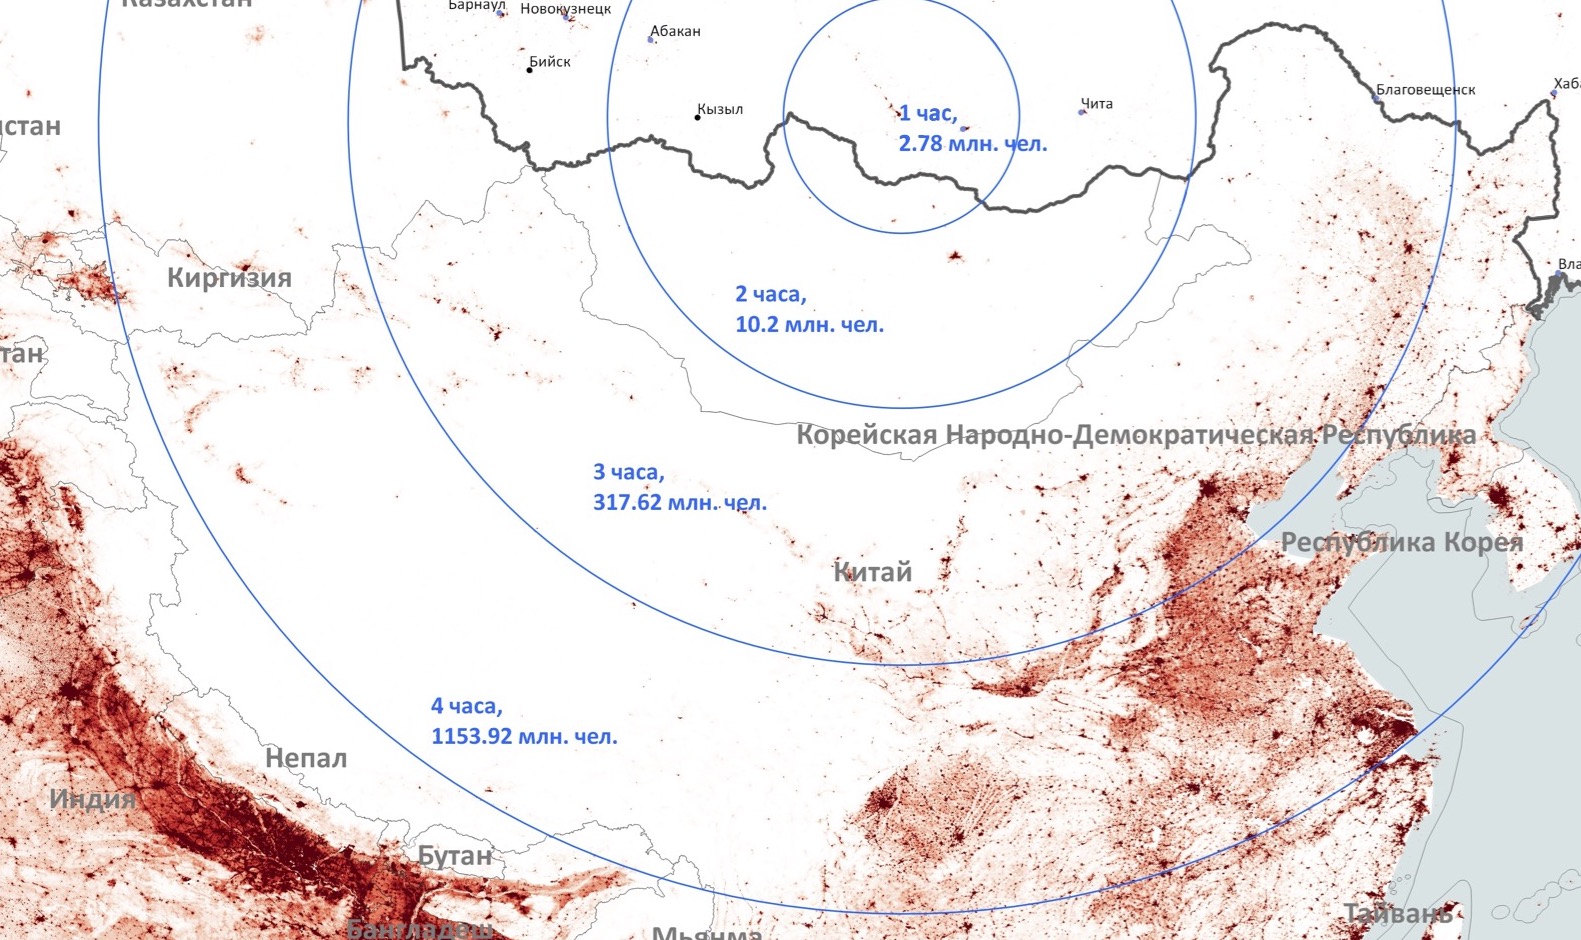 Казахстан
Барнаул
Новокузнецк
Абакан
Бийск
Кызыл
Чита
Благовещенск
Хаб
1 час,
2.78 млн. чел.
стан
Вла
Киргизия
2 часа,
10.2 млн. чел.
тан
Корейская Народно-Демократическая Республика
3 часа,
317.62 млн. чел.
Республика Корея
Китай
4 часа,
1153.92 млн. чел.
Непал
Индия
Бутан
Тайвань
Бангладеш
Мьянма